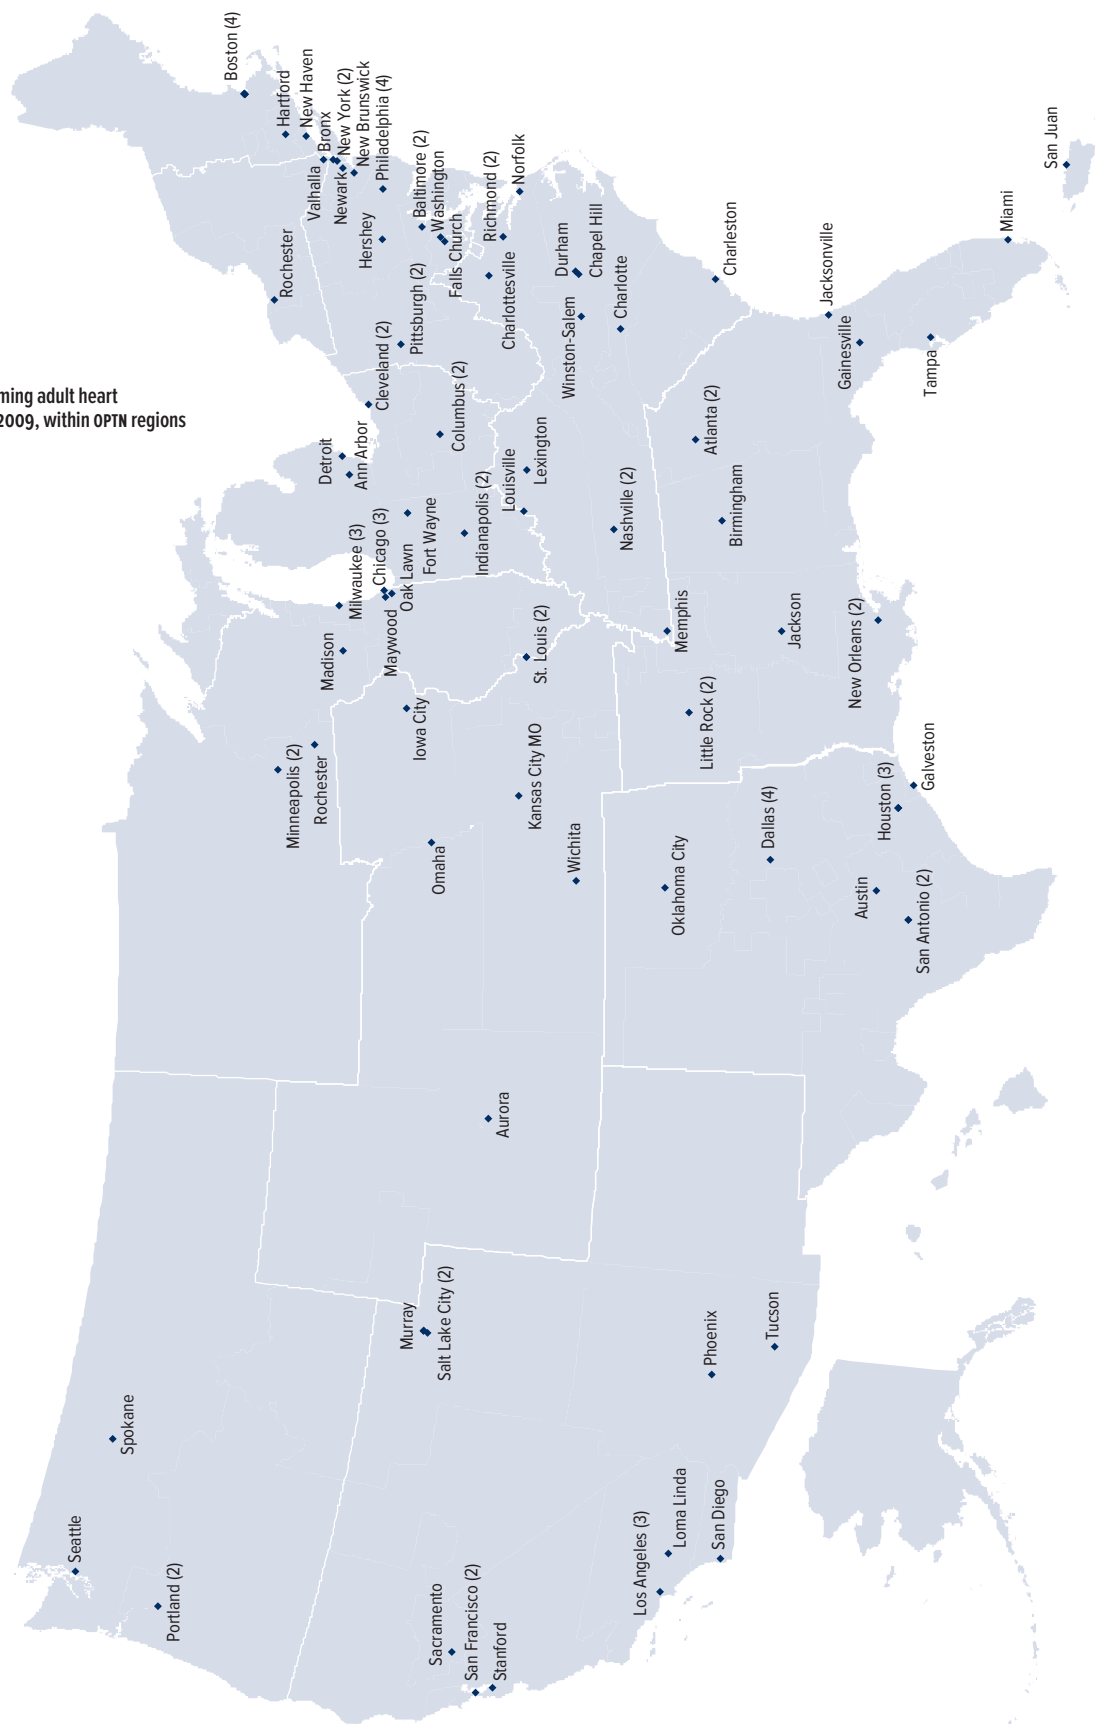 ming adult heart
2009, within OPTN regions
Boston (4)
Hartford
New Haven
Bronx
New York (2)
New Brunswick
Philadelphia (4)
Valhalla
Newark
Hershey
Baltimore (2)
Washington
Falls Church
Richmond (2)
Norfolk
Rochester
Pittsburgh (2)
Charlottesville
Durham
Chapel Hill
Winston-Salem
Charlotte
Charleston
Cleveland (2)
Columbus (2)
Detroit
Ann Arbor
Fort Wayne
Indianapolis (2)
Louisville
Lexington
Nashville (2)
Atlanta (2)
Birmingham
Jacksonville
Gainesville
Tampa
Miami
San Juan
Milwaukee (3)
Chicago (3)
Oak Lawn
Maywood
Madison
St. Louis (2)
Memphis
Jackson
New Orleans (2)
Little Rock (2)
Minneapolis (2)
Rochester
Iowa City
Kansas City MO
Omaha
Wichita
Oklahoma City
Dallas (4)
Houston (3)
Galveston
Austin
San Antonio (2)
Aurora
Murray
Salt Lake City (2)
Phoenix
Tucson
Spokane
Seattle
Portland (2)
Sacramento
San Francisco (2)
Stanford
Los Angeles (3)
Loma Linda
San Diego